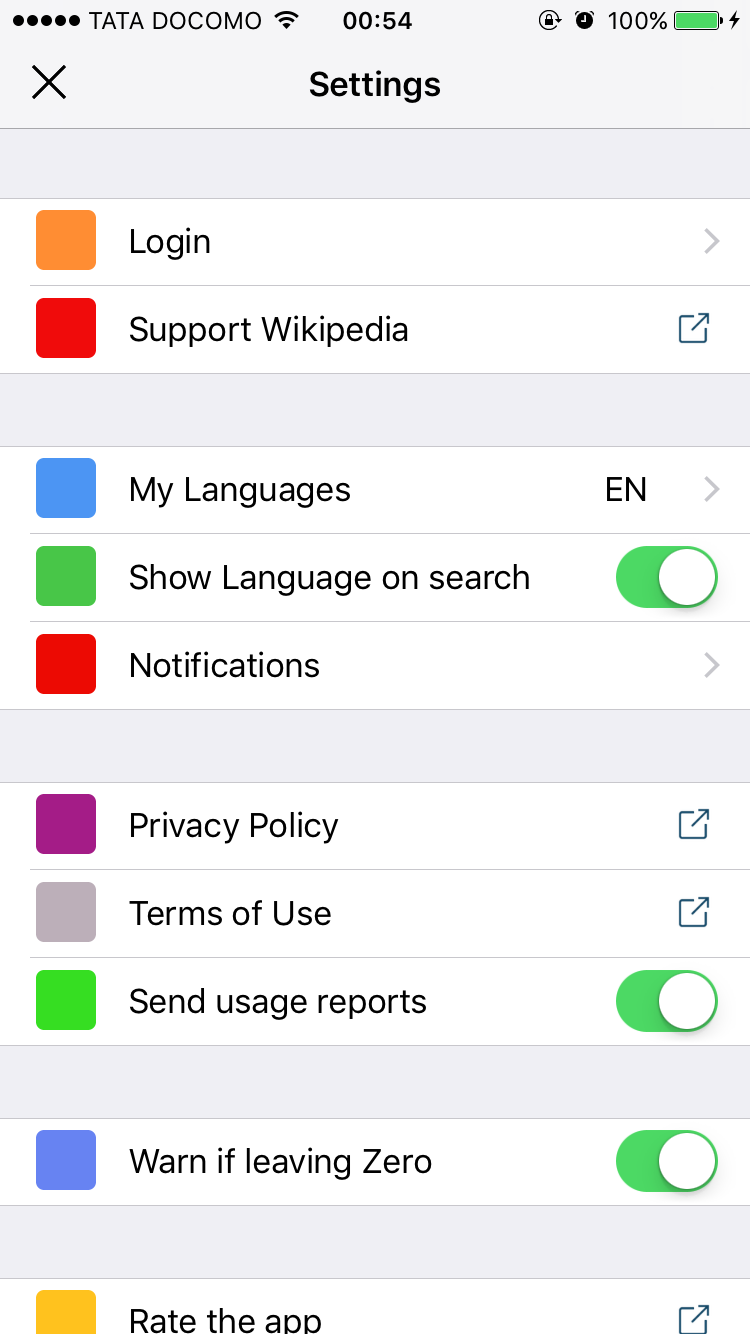 TATA DOCOMO 00:54 100%
Settings
Login
Support Wikipedia
My Languages EN
Show Language on search
Notifications
Privacy Policy
Terms of Use
Send usage reports
Warn if leaving Zero
Rate the app